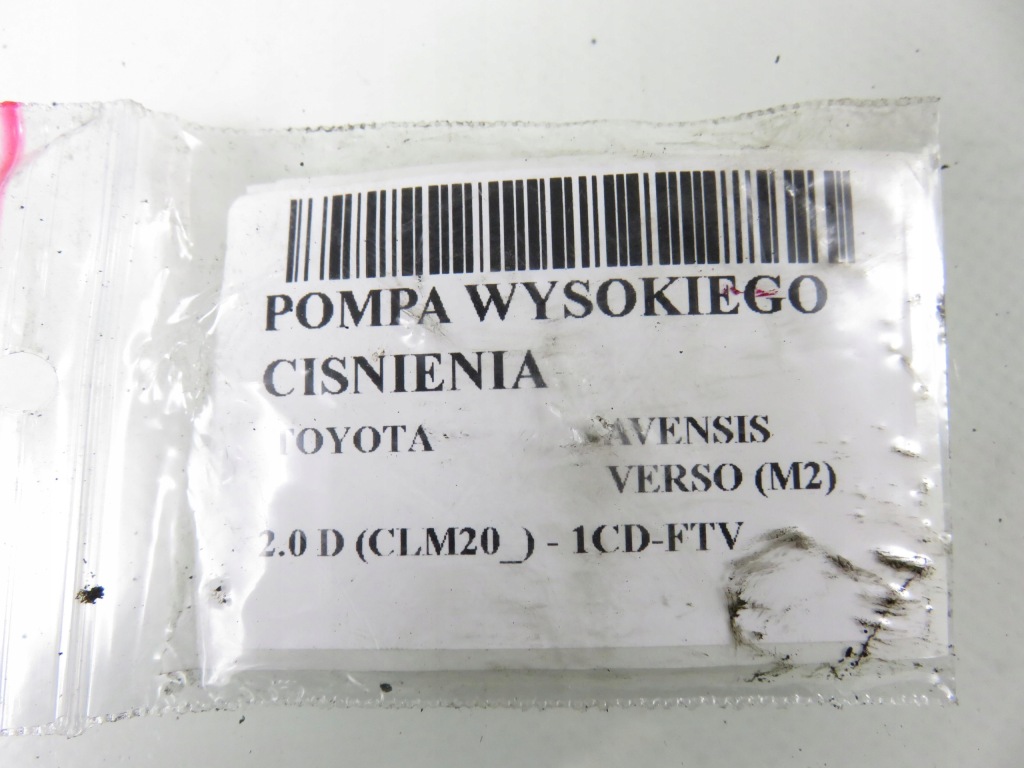 POMPA WYSOKIEGO
CISNIENIA
TOYOTA AVENSIS
VERSO (M2)
2.0 D (CLM20_) - 1CD-FTV